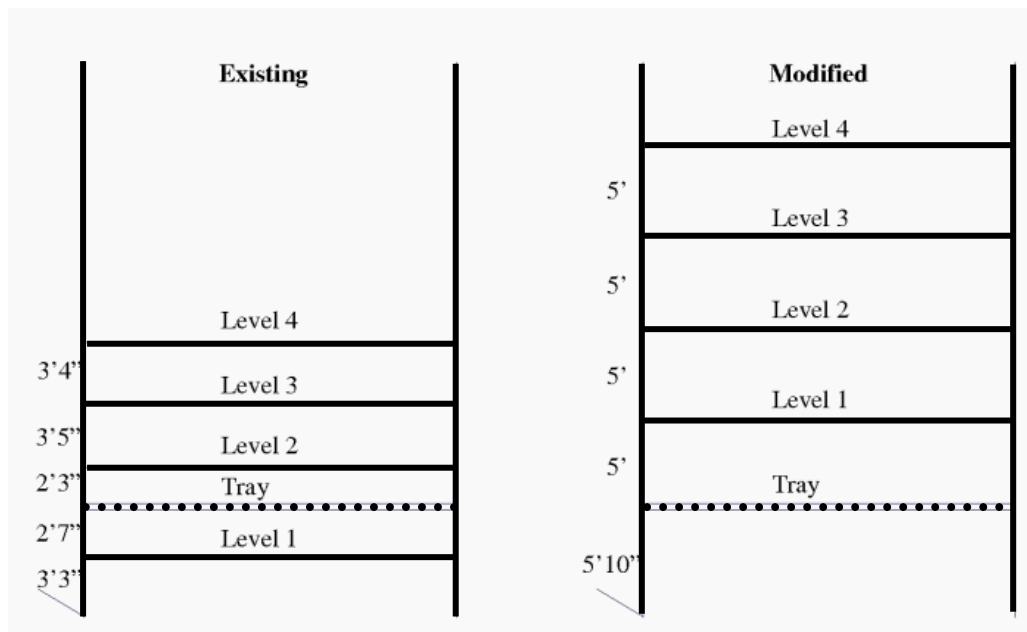 Existing
Level 4
3’4”
Level 3
3’5”
Level 2
2’3”
Tray
2’7”
Level 1
3’3”
Modified
Level 4
5’
Level 3
5’
Level 2
5’
Level 1
5’
Tray
5’10”